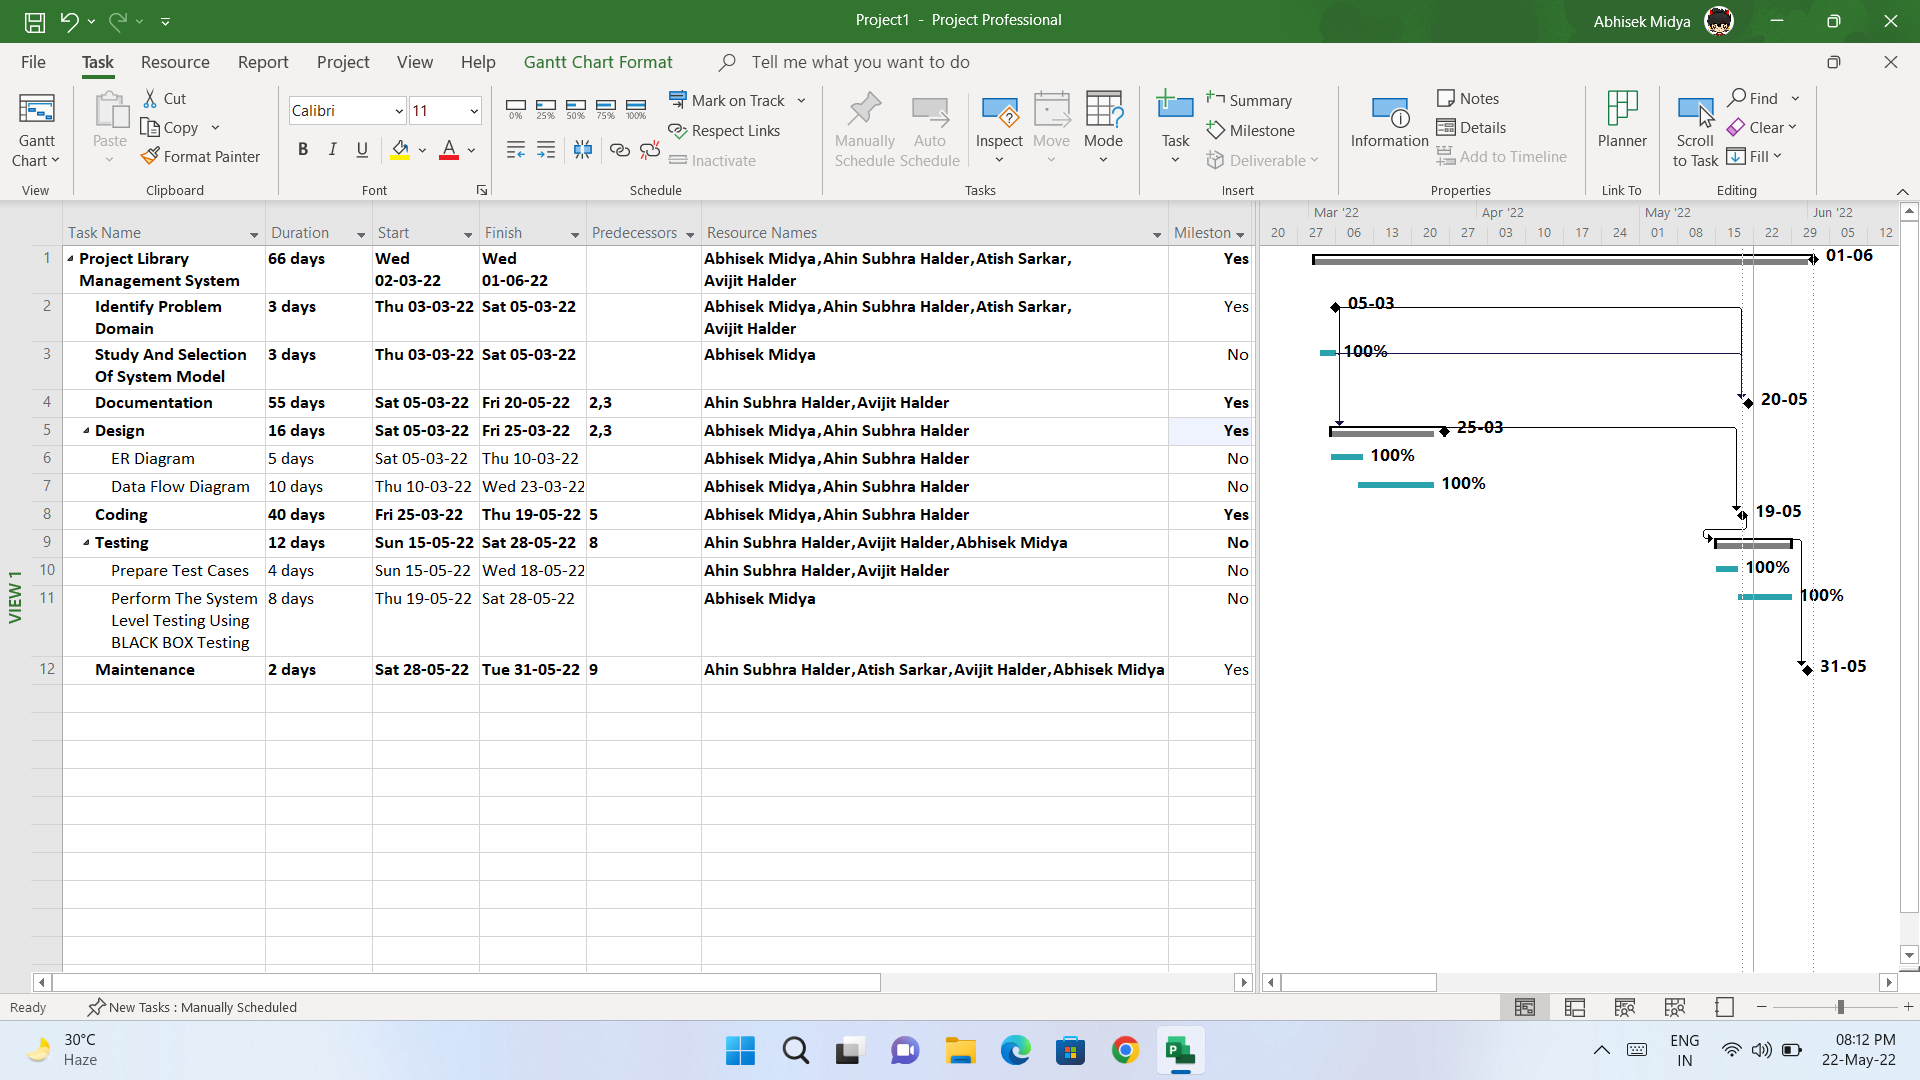 Project1 - Project Professional
Abhisek Midya
File Task Resource Report Project View Help Gantt Chart Format Tell me what you want to do
Gantt Chart
View
Paste
Cut
Copy
Format Painter
Clipboard
Calibri 11
B I U A
Font
0% 25% 50% 75% 100%
Mark on Track
Respect Links
Inactivate
Schedule
Manually Schedule
Auto Schedule
Inspect
Move
Mode
Tasks
Task
Summary
Milestone
Deliverable
Insert
Information
Notes
Details
Add to Timeline
Properties
Planner
Link To
Scroll to Task
Find
Clear
Fill
Editing
Task Name Duration Start Finish Predecessors Resource Names Mileston
Mar '22 Apr '22 May '22 Jun '22
20 27 06 13 20 27 03 10 17 24 01 08 15 22 29 05 12
1 Project Library Management System 66 days Wed 02-03-22 Wed 01-06-22 Abhisek Midya,Ahin Subhra Halder,Atish Sarkar,Avijit Halder Yes
2 Identify Problem Domain 3 days Thu 03-03-22 Sat 05-03-22 Abhisek Midya,Ahin Subhra Halder,Atish Sarkar,Avijit Halder Yes
3 Study And Selection Of System Model 3 days Thu 03-03-22 Sat 05-03-22 Abhisek Midya No
4 Documentation 55 days Sat 05-03-22 Fri 20-05-22 2,3 Ahin Subhra Halder,Avijit Halder Yes
5 Design 16 days Sat 05-03-22 Fri 25-03-22 2,3 Abhisek Midya,Ahin Subhra Halder Yes
6 ER Diagram 5 days Sat 05-03-22 Thu 10-03-22 Abhisek Midya,Ahin Subhra Halder No
7 Data Flow Diagram 10 days Thu 10-03-22 Wed 23-03-22 Abhisek Midya,Ahin Subhra Halder No
8 Coding 40 days Fri 25-03-22 Thu 19-05-22 5 Abhisek Midya,Ahin Subhra Halder Yes
9 Testing 12 days Sun 15-05-22 Sat 28-05-22 8 Ahin Subhra Halder,Avijit Halder,Abhisek Midya No
10 Prepare Test Cases 4 days Sun 15-05-22 Wed 18-05-22 Ahin Subhra Halder,Avijit Halder No
11 Perform The System Level Testing Using BLACK BOX Testing 8 days Thu 19-05-22 Sat 28-05-22 Abhisek Midya No
12 Maintenance 2 days Sat 28-05-22 Tue 31-05-22 9 Ahin Subhra Halder,Atish Sarkar,Avijit Halder,Abhisek Midya Yes
01-06
05-03
100%
20-05
25-03
100%
100%
19-05
100%
100%
31-05
VIEW 1
Ready New Tasks : Manually Scheduled
30°C
Haze
ENG
IN
08:12 PM
22-May-22